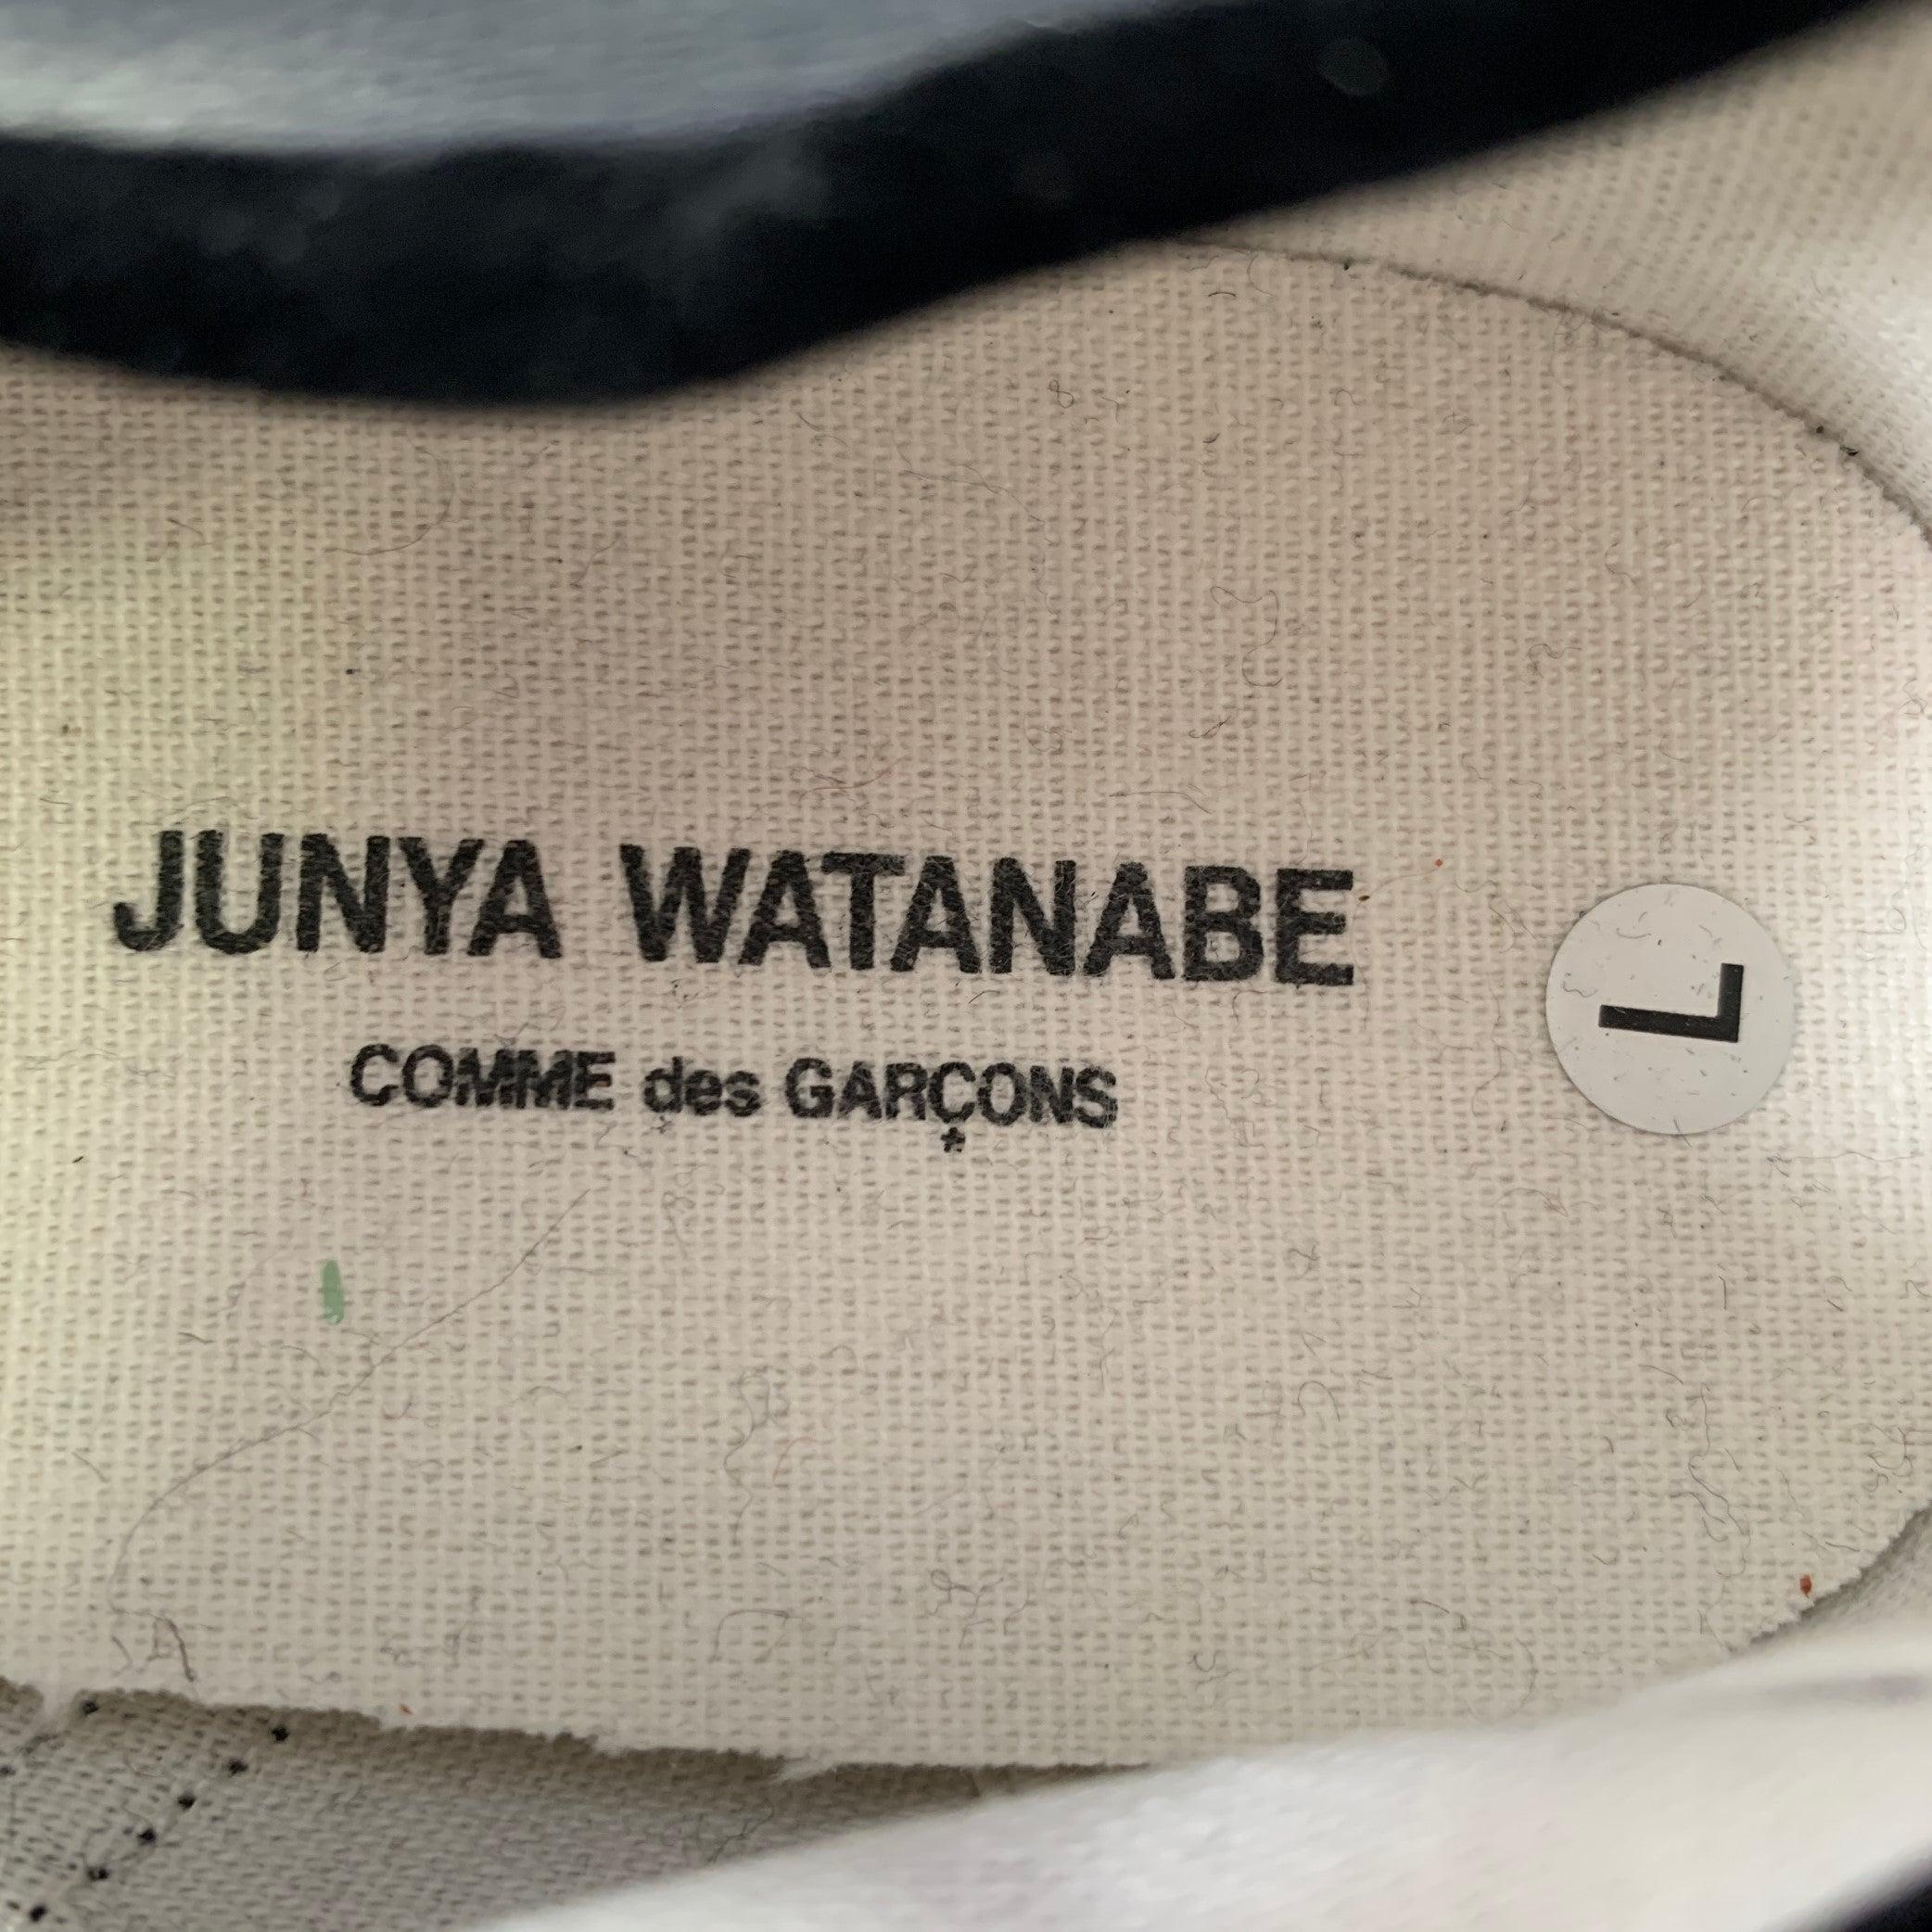 JUNYA WATANABE
COMME des GARÇONS
*
L